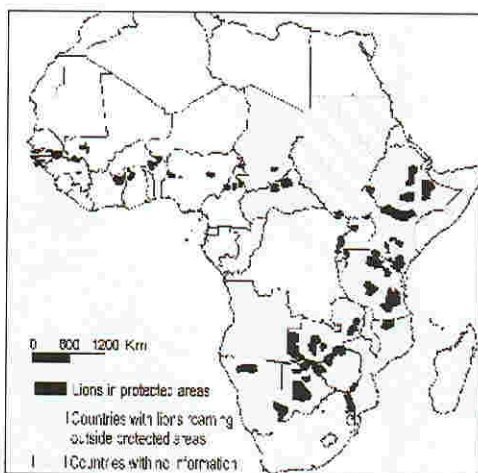 0 600 1200 Km
Lions in protected areas
Countries with lions roaming
outside protected areas
Countries with no information